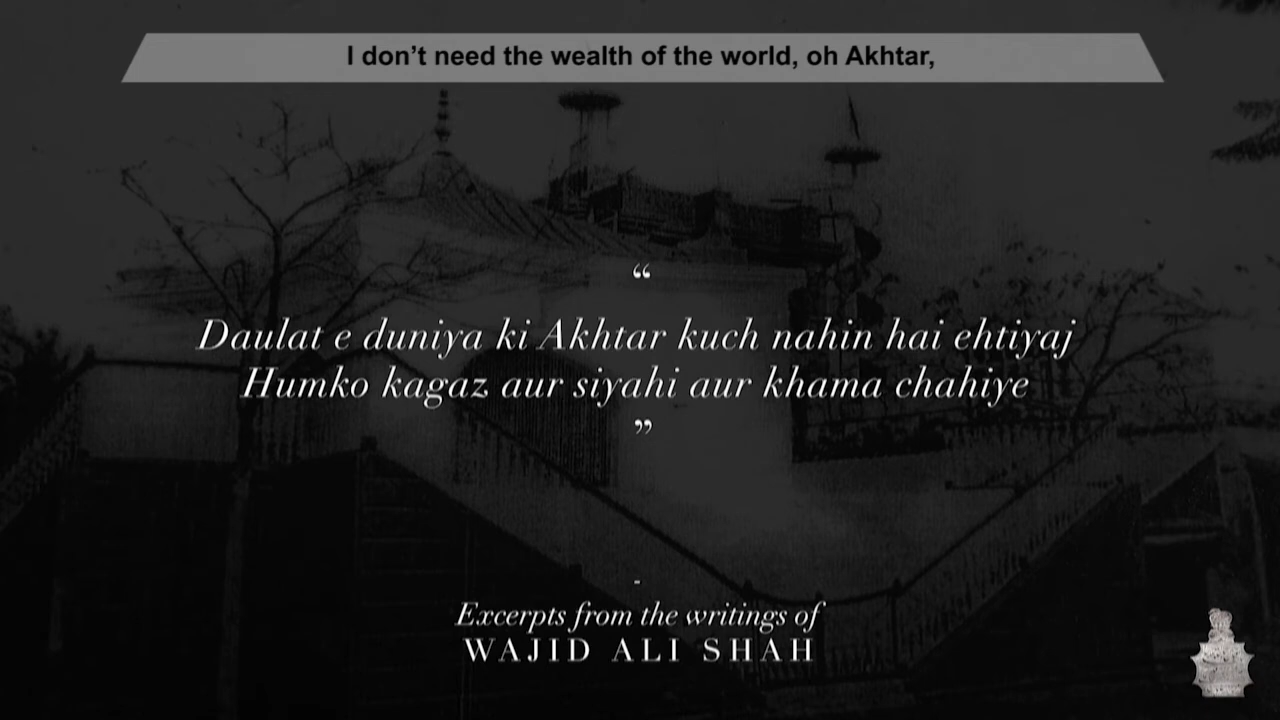 I don't need the wealth of the world, oh Akhtar,
“
Daulat e duniya ki Akhtar kuch nahin hai ehtiyaj
Humko kagaz aur siyahi aur khama chahiye
”
-
Excerpts from the writings of
WAJID ALI SHAH